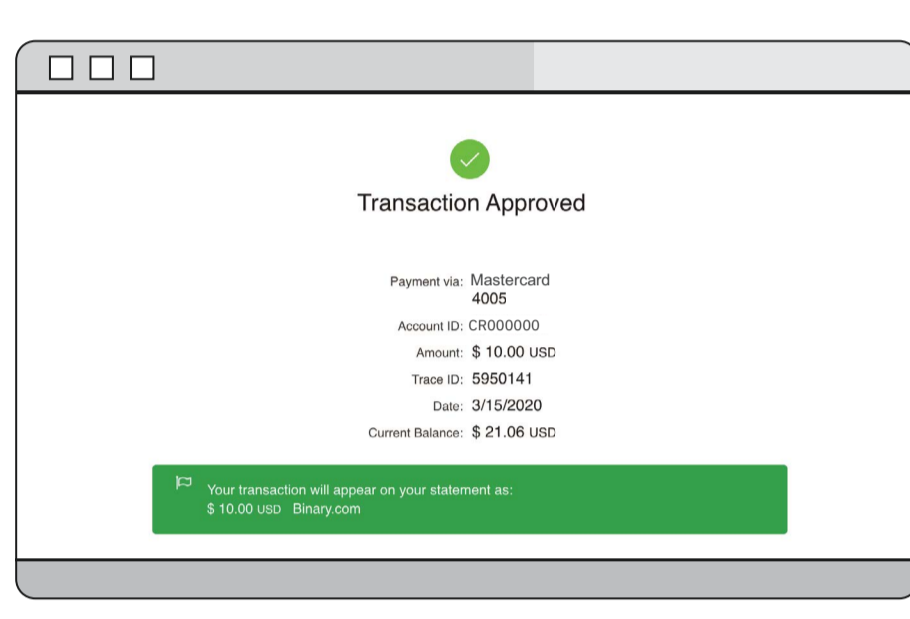 Transaction Approved
Payment via: Mastercard
4005
Account ID: CR000000
Amount: $ 10.00 USD
Trace ID: 5950141
Date: 3/15/2020
Current Balance: $ 21.06 USD
Your transaction will appear on your statement as:
$ 10.00 USD Binary.com